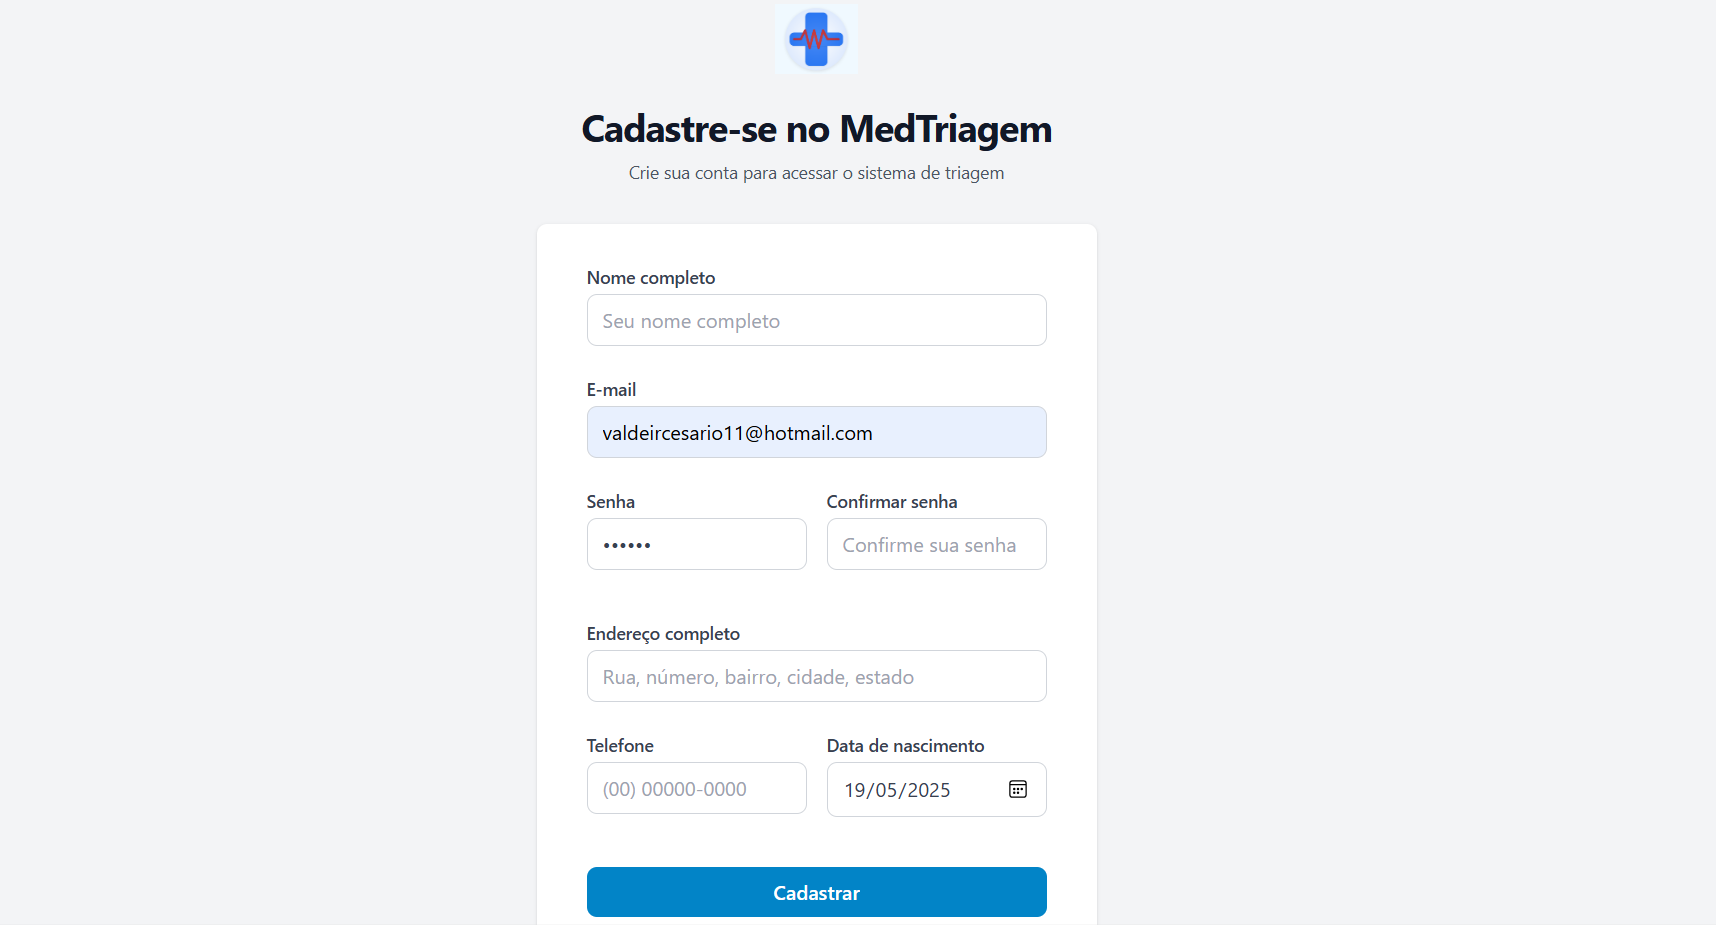 Cadastre-se no MedTriagem
Crie sua conta para acessar o sistema de triagem
Nome completo
Seu nome completo
E-mail
valdeircesario11@hotmail.com
Senha
Confirmar senha
••••••
Confirme sua senha
Endereço completo
Rua, número, bairro, cidade, estado
Telefone
Data de nascimento
(00) 00000-0000
19/05/2025
Cadastrar